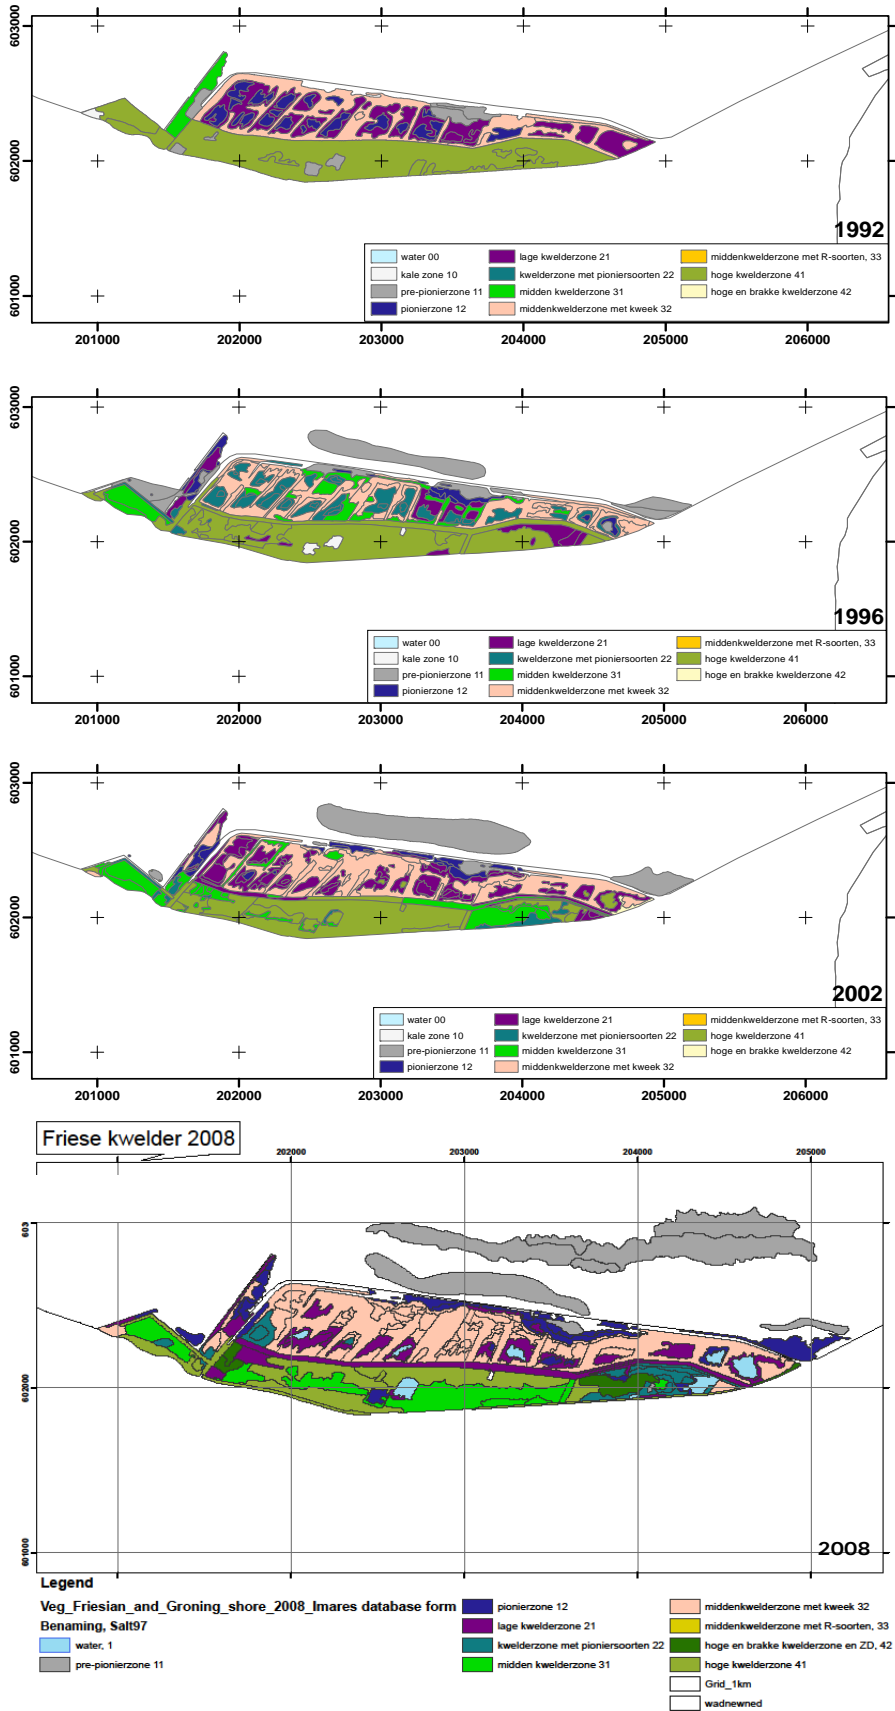 603000
602000
601000
1992
water 00
kale zone 10
pre-pionierzone 11
pionierzone 12
lage kwelderzone 21
kwelderzone met pioniersoorten 22
midden kwelderzone 31
middenkwelderzone met kweek 32
middenkwelderzone met R-soorten, 33
hoge kwelderzone 41
hoge en brakke kwelderzone 42
201000 202000 203000 204000 205000 206000
603000
602000
601000
1996
water 00
kale zone 10
pre-pionierzone 11
pionierzone 12
lage kwelderzone 21
kwelderzone met pioniersoorten 22
midden kwelderzone 31
middenkwelderzone met kweek 32
middenkwelderzone met R-soorten, 33
hoge kwelderzone 41
hoge en brakke kwelderzone 42
201000 202000 203000 204000 205000 206000
603000
602000
601000
2002
water 00
kale zone 10
pre-pionierzone 11
pionierzone 12
lage kwelderzone 21
kwelderzone met pioniersoorten 22
midden kwelderzone 31
middenkwelderzone met kweek 32
middenkwelderzone met R-soorten, 33
hoge kwelderzone 41
hoge en brakke kwelderzone 42
201000 202000 203000 204000 205000 206000
Friese kwelder 2008
202000 203000 204000 205000
603
602000
601000
2008
Legend
Veg_Friesian_and_Groning_shore_2008_Imares database form
Benaming, Salt97
water, 1
pre-pionierzone 11
pionierzone 12
lage kwelderzone 21
kwelderzone met pioniersoorten 22
midden kwelderzone 31
middenkwelderzone met kweek 32
middenkwelderzone met R-soorten, 33
hoge en brakke kwelderzone en ZD, 42
hoge kwelderzone 41
Grid_1km
wadnewned